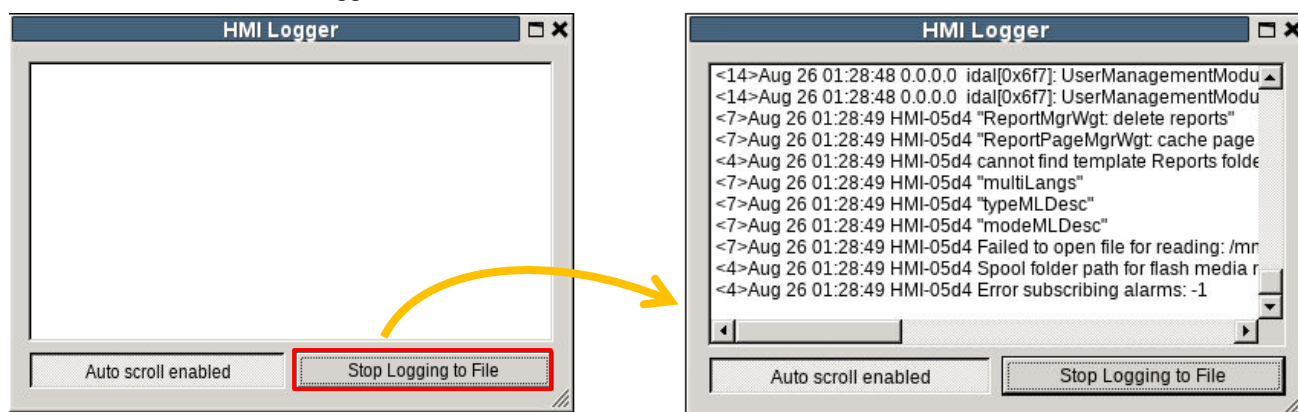 HMI Logger
Auto scroll enabled
Stop Logging to File
HMI Logger
<14>Aug 26 01:28:48 0.0.0.0  idal[0x6f7]: UserManagementModu
<14>Aug 26 01:28:48 0.0.0.0  idal[0x6f7]: UserManagementModu
<7>Aug 26 01:28:49 HMI-05d4 "ReportMgrWgt: delete reports"
<7>Aug 26 01:28:49 HMI-05d4 "ReportPageMgrWgt: cache page
<4>Aug 26 01:28:49 HMI-05d4 cannot find template Reports folde
<7>Aug 26 01:28:49 HMI-05d4 "multiLangs"
<7>Aug 26 01:28:49 HMI-05d4 "typeMLDesc"
<7>Aug 26 01:28:49 HMI-05d4 "modeMLDesc"
<7>Aug 26 01:28:49 HMI-05d4 Failed to open file for reading: /mn
<4>Aug 26 01:28:49 HMI-05d4 Spool folder path for flash media r
<4>Aug 26 01:28:49 HMI-05d4 Error subscribing alarms: -1
Auto scroll enabled
Stop Logging to File